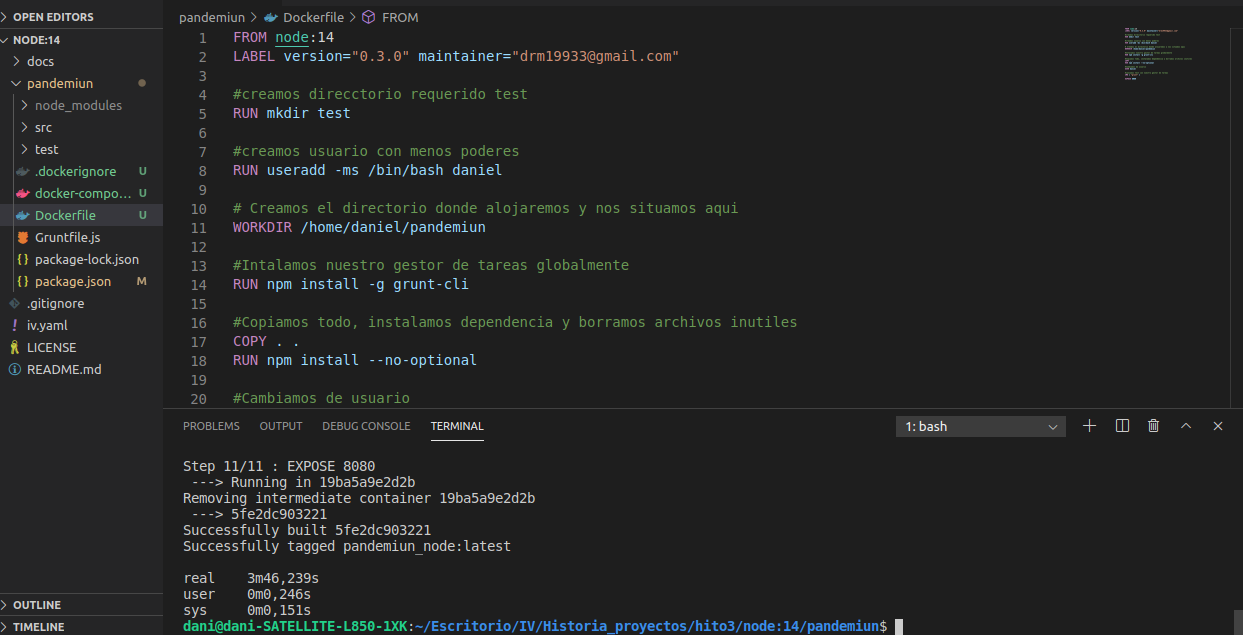 OPEN EDITORS
NODE:14
docs
pandemiun
node_modules
src
test
.dockerignore U
docker-compo... U
Dockerfile U
Gruntfile.js
package-lock.json
package.json M
.gitignore
iv.yaml
LICENSE
README.md
OUTLINE
TIMELINE
pandemiun > Dockerfile > FROM
1 FROM node:14
2 LABEL version="0.3.0" maintainer="drm19933@gmail.com"
3
4 #creamos direcctorio requerido test
5 RUN mkdir test
6
7 #creamos usuario con menos poderes
8 RUN useradd -ms /bin/bash daniel
9
10 # Creamos el directorio donde alojaremos y nos situamos aqui
11 WORKDIR /home/daniel/pandemiun
12
13 #Intalamos nuestro gestor de tareas globalmente
14 RUN npm install -g grunt-cli
15
16 #Copiamos todo, instalamos dependencia y borramos archivos inutiles
17 COPY . .
18 RUN npm install --no-optional
19
20 #Cambiamos de usuario
PROBLEMS OUTPUT DEBUG CONSOLE TERMINAL 1: bash
Step 11/11 : EXPOSE 8080
---> Running in 19ba5a9e2d2b
Removing intermediate container 19ba5a9e2d2b
---> 5fe2dc903221
Successfully built 5fe2dc903221
Successfully tagged pandemiun_node:latest
real 3m46,239s
user 0m0,246s
sys 0m0,151s
dani@dani-SATELLITE-L850-1XK:~/Escritorio/IV/Historia_proyectos/hito3/node:14/pandemiun$